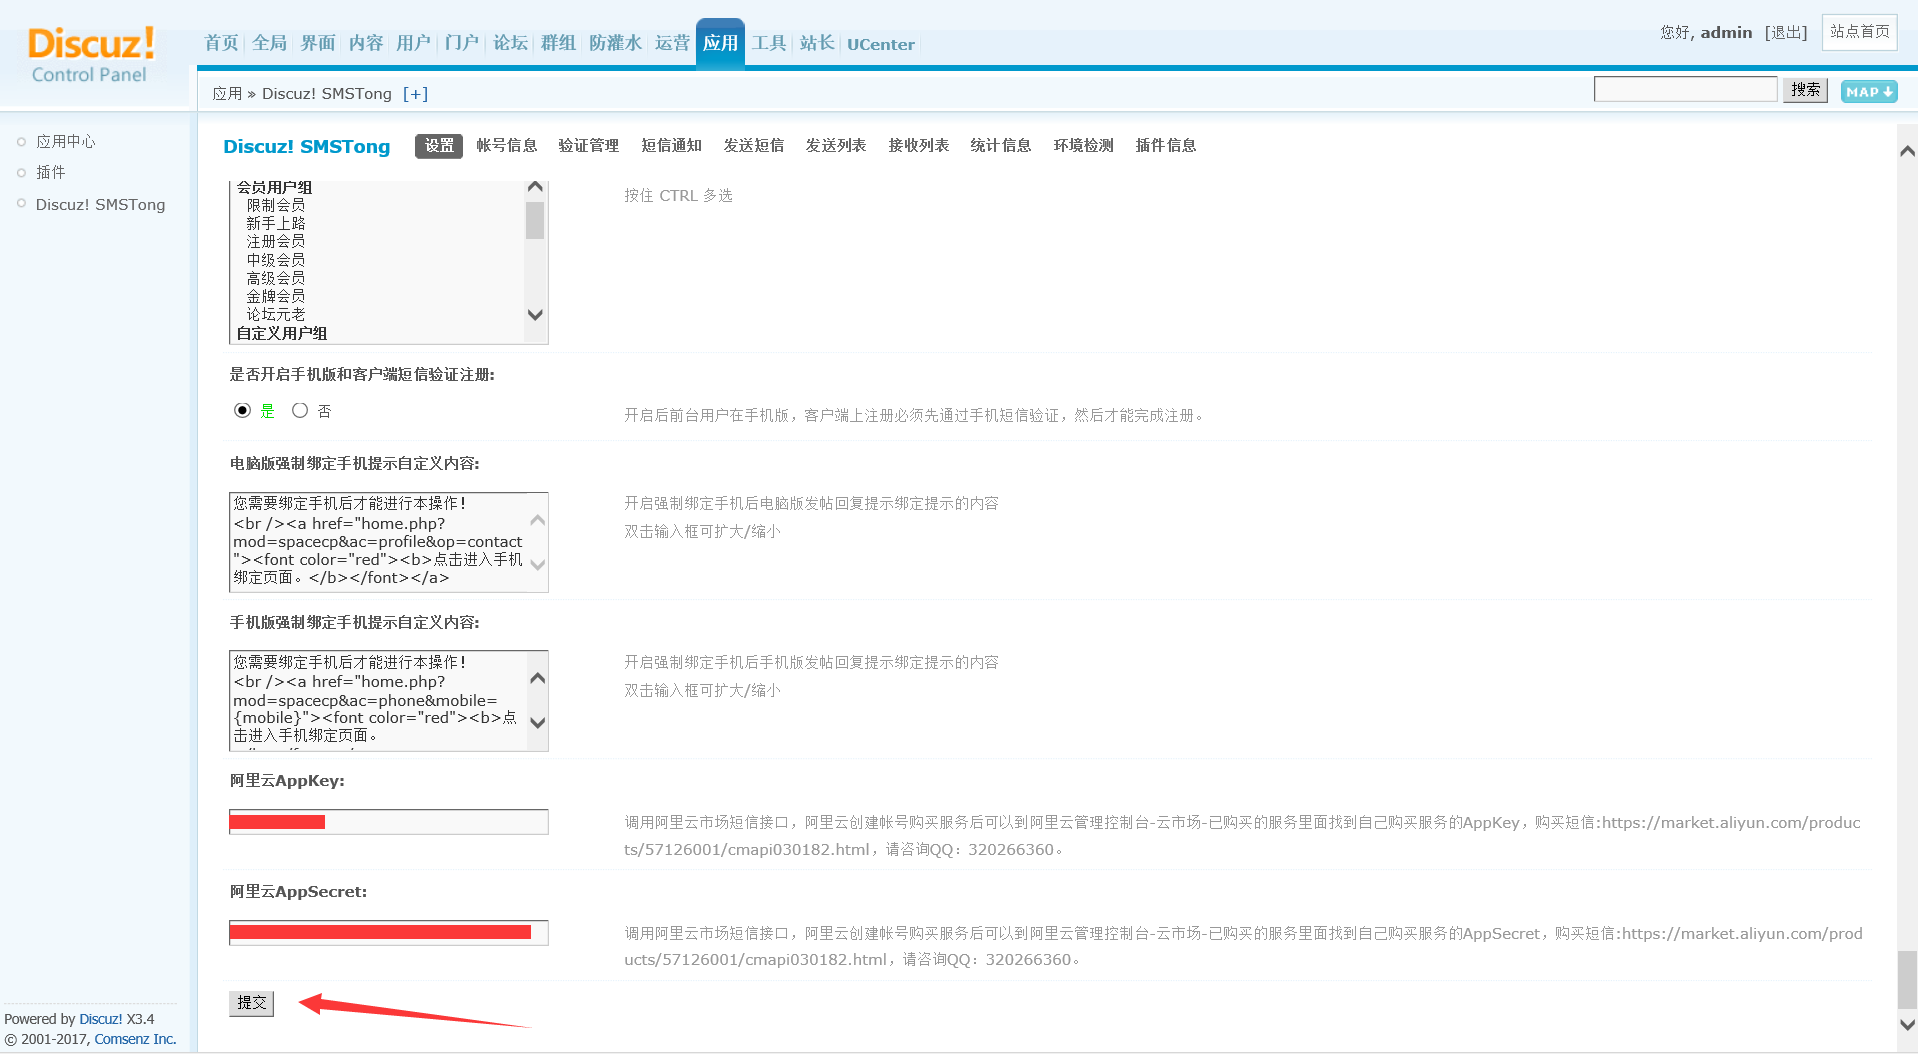 Discuz!
Control Panel
首页 全局 界面 内容 用户 门户 论坛 群组 防灌水 运营 应用 工具 站长 UCenter
您好, admin [退出] 站点首页
应用 » Discuz! SMSTong [+]
搜索 MAP
应用中心
插件
Discuz! SMSTong
Discuz! SMSTong 设置 帐号信息 验证管理 短信通知 发送短信 发送列表 接收列表 统计信息 环境检测 插件信息
会员用户组
限制会员
新手上路
注册会员
中级会员
高级会员
金牌会员
论坛元老
自定义用户组
按住 CTRL 多选
是否开启手机版和客户端短信验证注册:
是 否
开启后前台用户在手机版，客户端上注册必须先通过手机短信验证，然后才能完成注册。
电脑版强制绑定手机提示自定义内容:
您需要绑定手机后才能进行本操作！
<br /><a href="home.php?
mod=spacecp&ac=profile&op=contact
"><font color="red"><b>点击进入手机
绑定页面。</b></font></a>
开启强制绑定手机后电脑版发帖回复提示绑定提示的内容
双击输入框可扩大/缩小
手机版强制绑定手机提示自定义内容:
您需要绑定手机后才能进行本操作！
<br /><a href="home.php?
mod=spacecp&ac=phone&mobile=
{mobile}"><font color="red"><b>点
击进入手机绑定页面。
开启强制绑定手机后手机版发帖回复提示绑定提示的内容
双击输入框可扩大/缩小
阿里云AppKey:
调用阿里云市场短信接口，阿里云创建帐号购买服务后可以到阿里云管理控制台-云市场-已购买的服务里面找到自己购买服务的AppKey，购买短信:https://market.aliyun.com/produc
ts/57126001/cmapi030182.html，请咨询QQ：320266360。
阿里云AppSecret:
调用阿里云市场短信接口，阿里云创建帐号购买服务后可以到阿里云管理控制台-云市场-已购买的服务里面找到自己购买服务的AppSecret，购买短信:https://market.aliyun.com/prod
ucts/57126001/cmapi030182.html，请咨询QQ：320266360。
提交
Powered by Discuz! X3.4
© 2001-2017, Comsenz Inc.